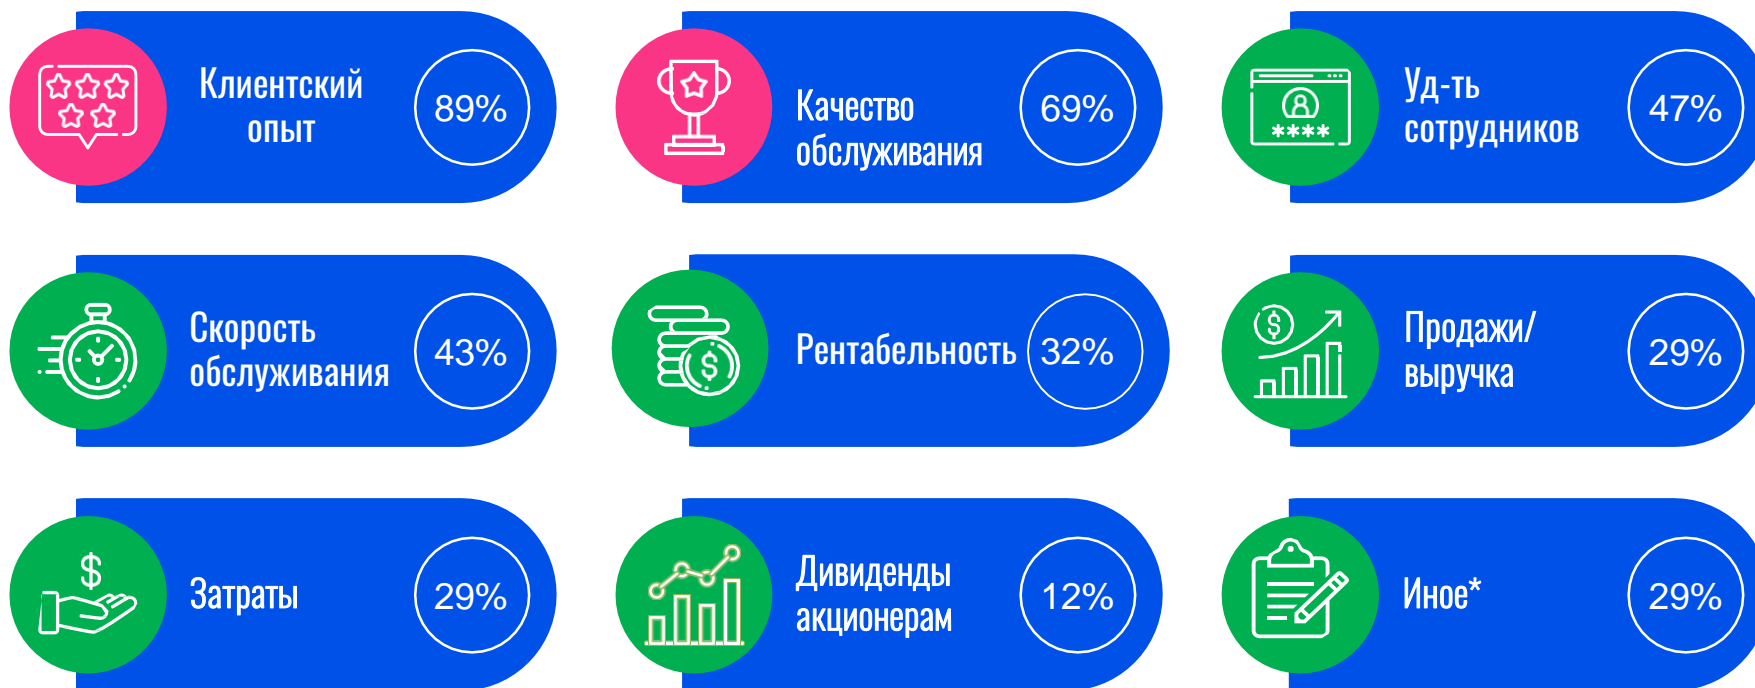 Клиентский
опыт
89%
Качество
обслуживания
69%
Уд-ть
сотрудников
47%
Скорость
обслуживания
43%
Рентабельность
32%
Продажи/
выручка
29%
$
Затраты
29%
Дивиденды
акционерам
12%
Иное*
29%